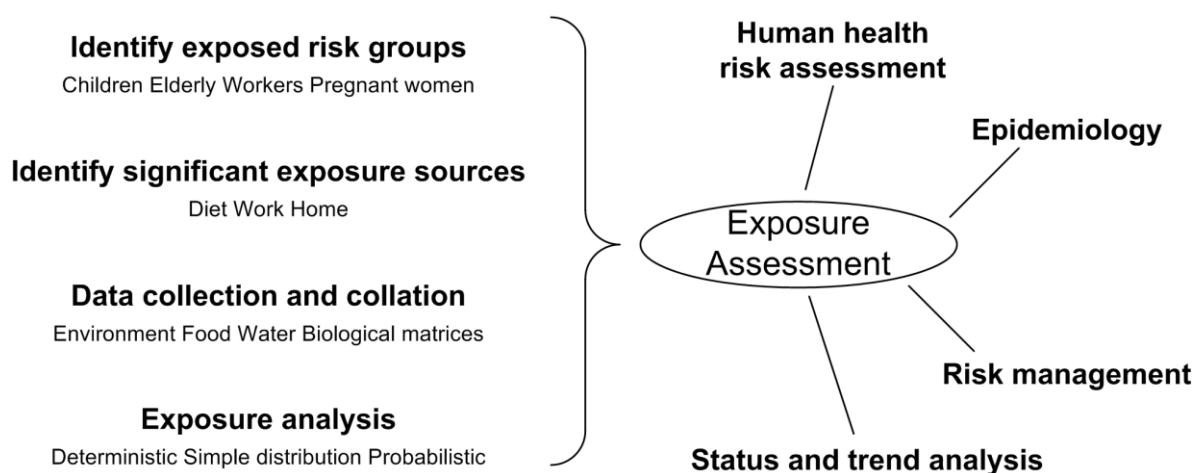 Identify exposed risk groups
Children Elderly Workers Pregnant women
Identify significant exposure sources
Diet Work Home
Data collection and collation
Environment Food Water Biological matrices
Exposure analysis
Deterministic Simple distribution Probabilistic
Human health
risk assessment
Epidemiology
Exposure
Assessment
Risk management
Status and trend analysis